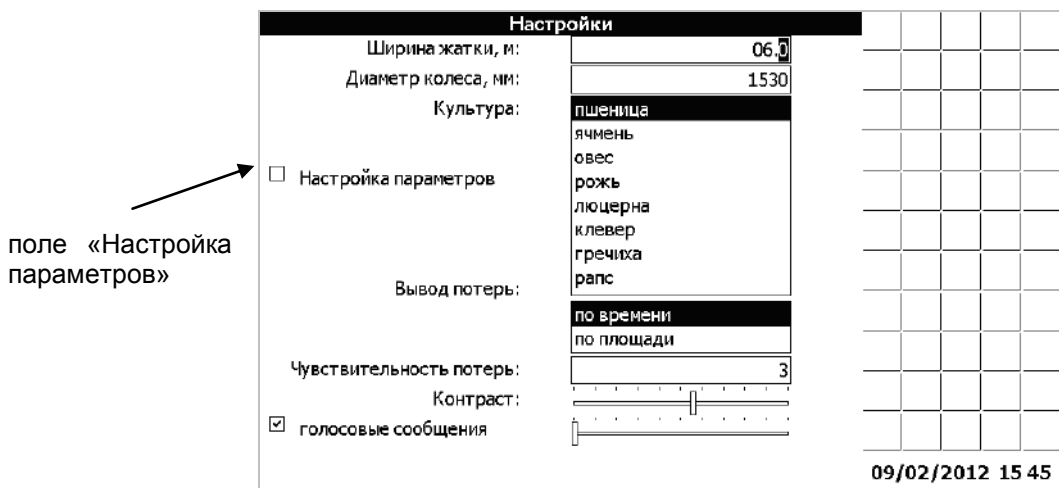 Настройки
Ширина жатки, м: 06.0
Диаметр колеса, мм: 1530
Культура: пшеница
ячмень
овес
Настройка параметров
рожь
люцерна
клевер
гречиха
рапс
поле «Настройка
параметров»
Вывод потерь:
по времени
по площади
Чувствительность потерь: 3
Контраст:
голосовые сообщения
09/02/2012 15 45